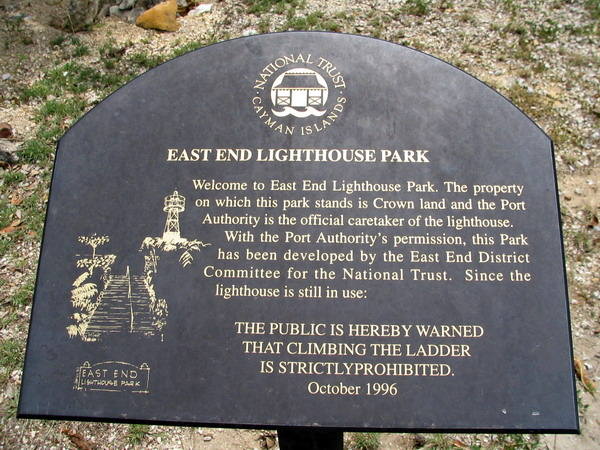 NATIONAL TRUST
CAYMAN ISLANDS
EAST END LIGHTHOUSE PARK
Welcome to East End Lighthouse Park. The property
on which this park stands is Crown land and the Port
Authority is the official caretaker of the lighthouse.
With the Port Authority's permission, this Park
has been developed by the East End District
Committee for the National Trust. Since the
lighthouse is still in use:
THE PUBLIC IS HEREBY WARNED
THAT CLIMBING THE LADDER
IS STRICTLYPROHIBITED.
October 1996
EAST END
LIGHTHOUSE PARK